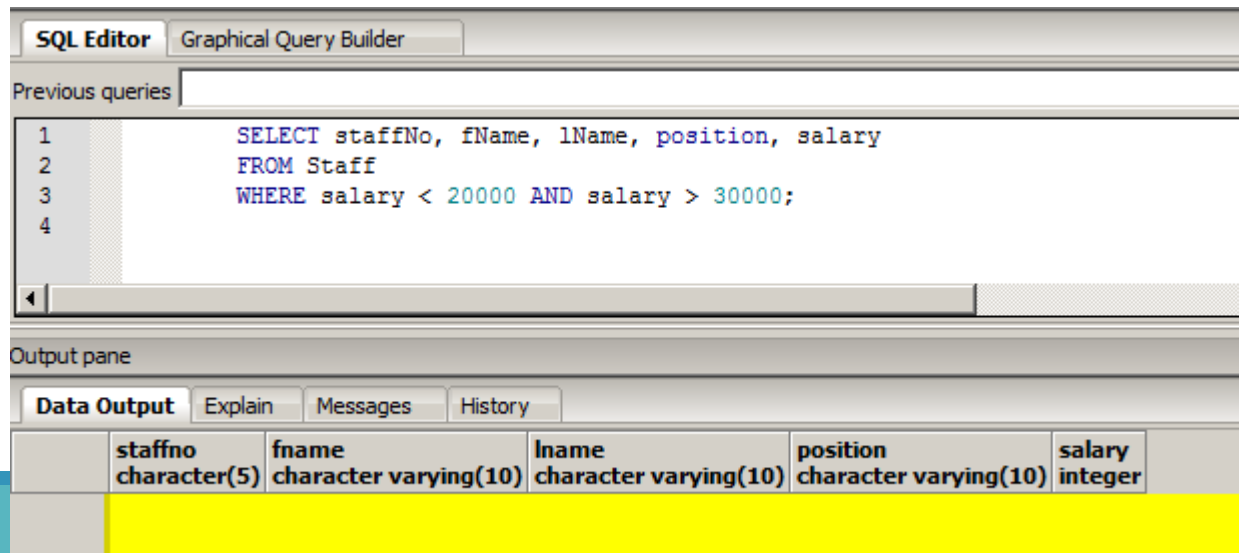 SQL Editor Graphical Query Builder
Previous queries
1 SELECT staffNo, fName, lName, position, salary
2 FROM Staff
3 WHERE salary < 20000 AND salary > 30000;
4
Output pane
Data Output Explain Messages History
staffno fname lname position salary
character(5) character varying(10) character varying(10) character varying(10) integer